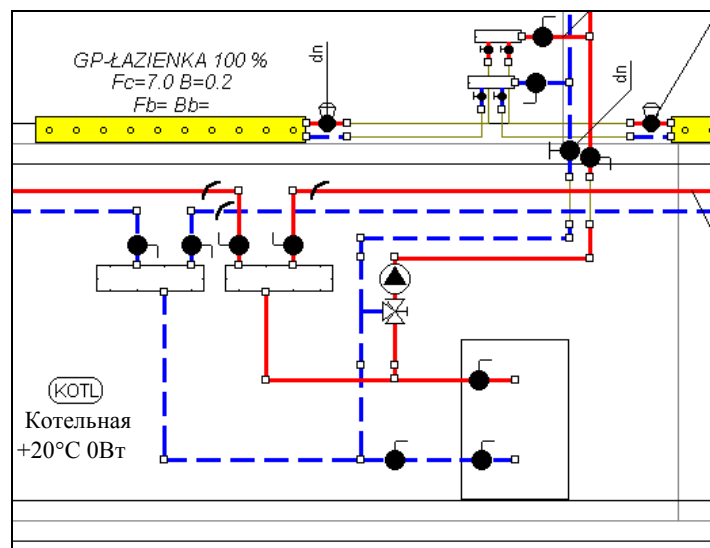 GP-ŁAZIENKA 100 %
Fc=7.0 B=0.2
Fb= Bb=
dn
dn
KOTL
Котельная
+20°С 0Вт